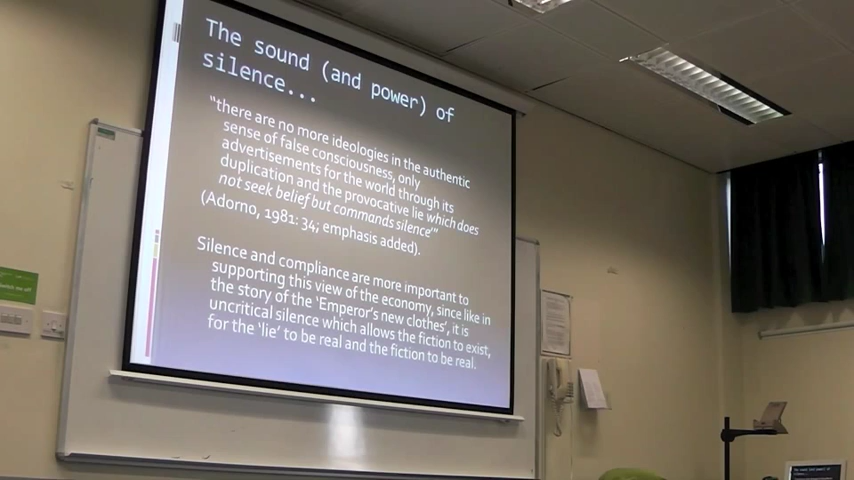 The sound (and power) of
silence...
"there are no more ideologies in the authentic
sense of false consciousness, only
advertisements for the world through its
duplication and the provocative lie which does
not seek belief but commands silence'"
(Adorno, 1981: 34; emphasis added).
Silence and compliance are more important to
supporting this view of the economy, since like in
the story of the 'Emperor's new clothes', it is
uncritical silence which allows the fiction to exist,
for the 'lie' to be real and the fiction to be real.